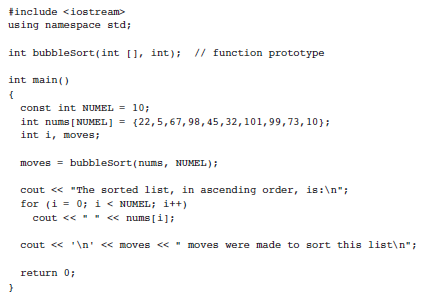 #include <iostream>
using namespace std;
int bubbleSort(int [], int);  // function prototype
int main()
{
  const int NUMEL = 10;
  int nums[NUMEL] = {22,5,67,98,45,32,101,99,73,10};
  int i, moves;
  moves = bubbleSort(nums, NUMEL);
  cout << "The sorted list, in ascending order, is:\n";
  for (i = 0; i < NUMEL; i++)
    cout << " " << nums[i];
  cout << '\n' << moves << " moves were made to sort this list\n";
  return 0;
}